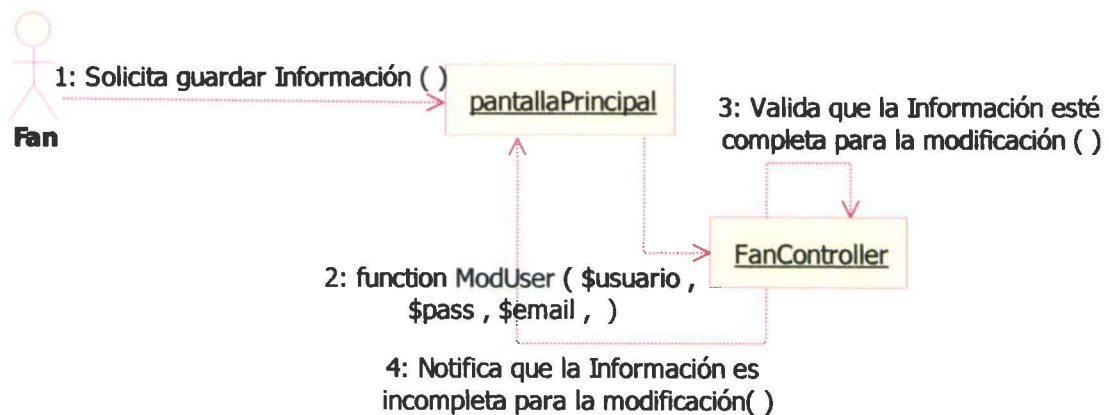 1: Solicita guardar Información ( )
pantallaPrincipal
Fan
3: Valida que la Información esté
completa para la modificación ( )
FanController
2: function ModUser ( $usuario ,
$pass , $email , )
4: Notifica que la Información es
incompleta para la modificación( )